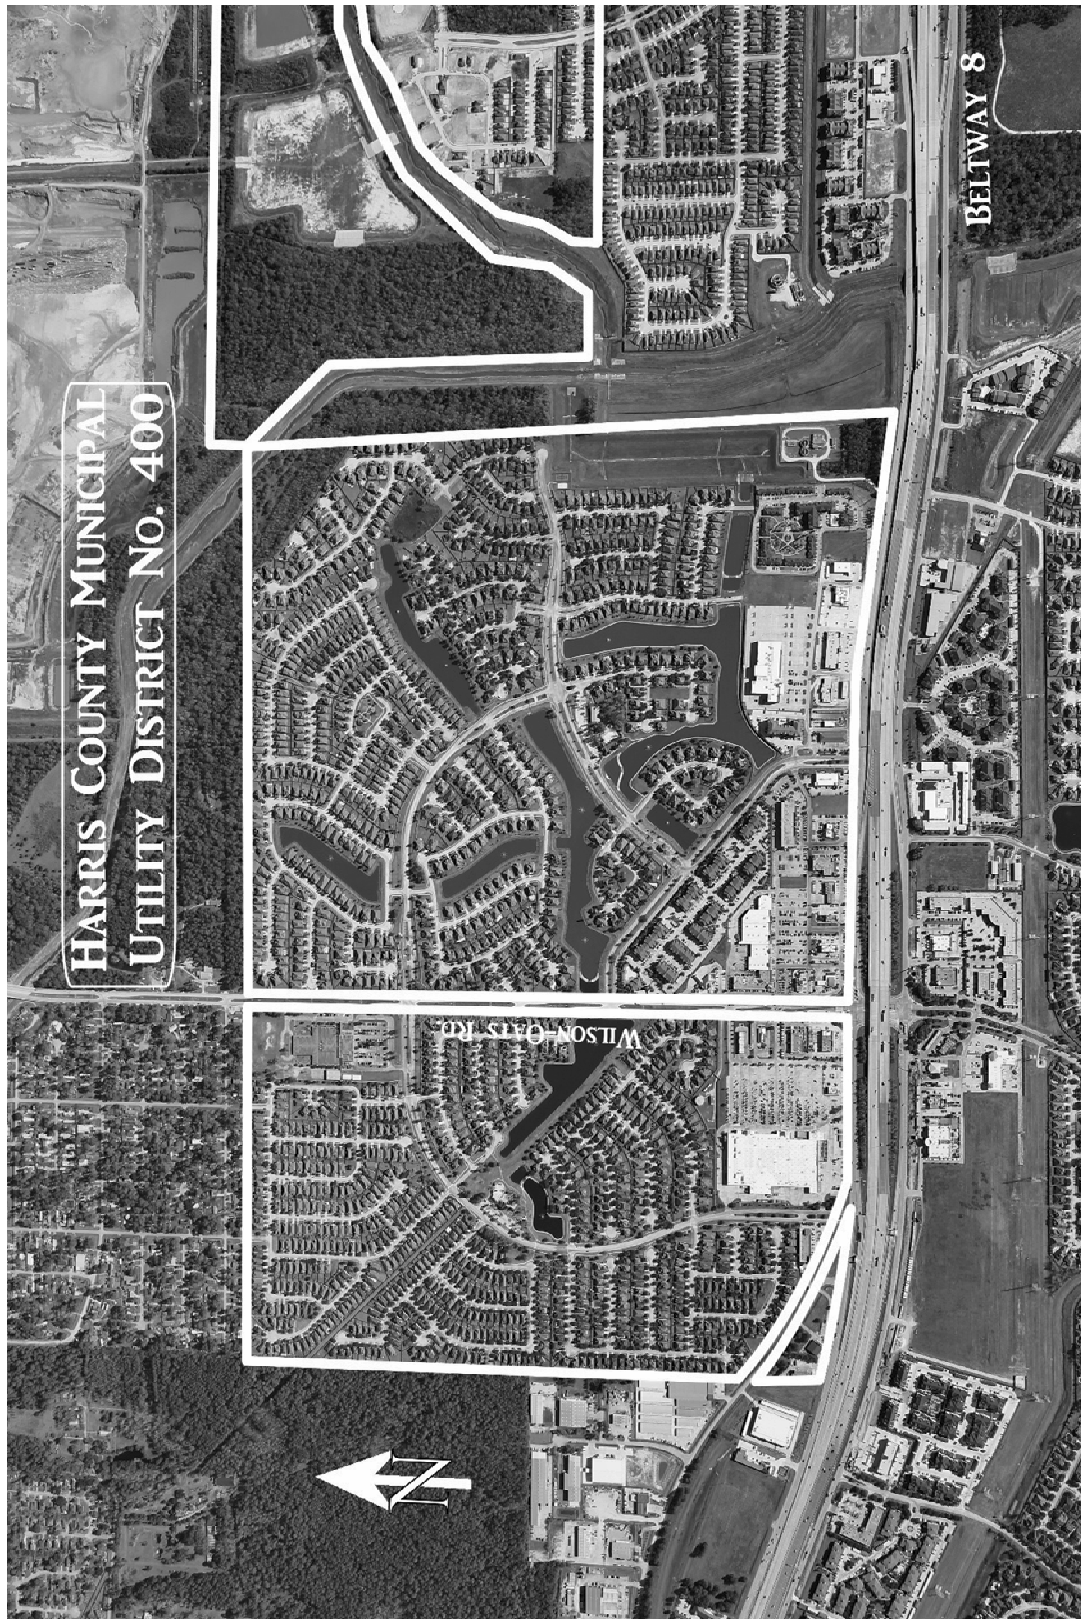 HARRIS COUNTY MUNICIPAL
UTILITY DISTRICT NO. 400
BELTWAY 8
WILSON-OATS RD.
N